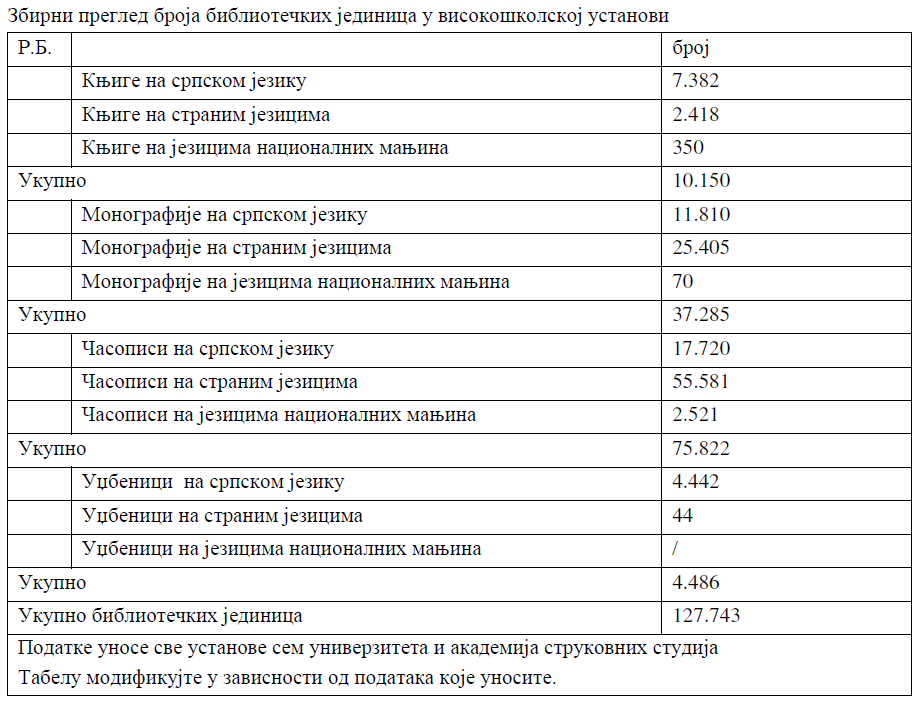 Збирни преглед броја библиотечких јединица у високошколској установи
Р.Б. број
Књиге на српском језику 7.382
Књиге на страним језицима 2.418
Књиге на језицима националних мањина 350
Укупно 10.150
Монографије на српском језику 11.810
Монографије на страним језицима 25.405
Монографије на језицима националних мањина 70
Укупно 37.285
Часописи на српском језику 17.720
Часописи на страним језицима 55.581
Часописи на језицима националних мањина 2.521
Укупно 75.822
Уџбеници на српском језику 4.442
Уџбеници на страним језицима 44
Уџбеници на језицима националних мањина /
Укупно 4.486
Укупно библиотечких јединица 127.743
Податке уносе све установе сем универзитета и академија струковних студија
Табелу модификујте у зависности од података које уносите.